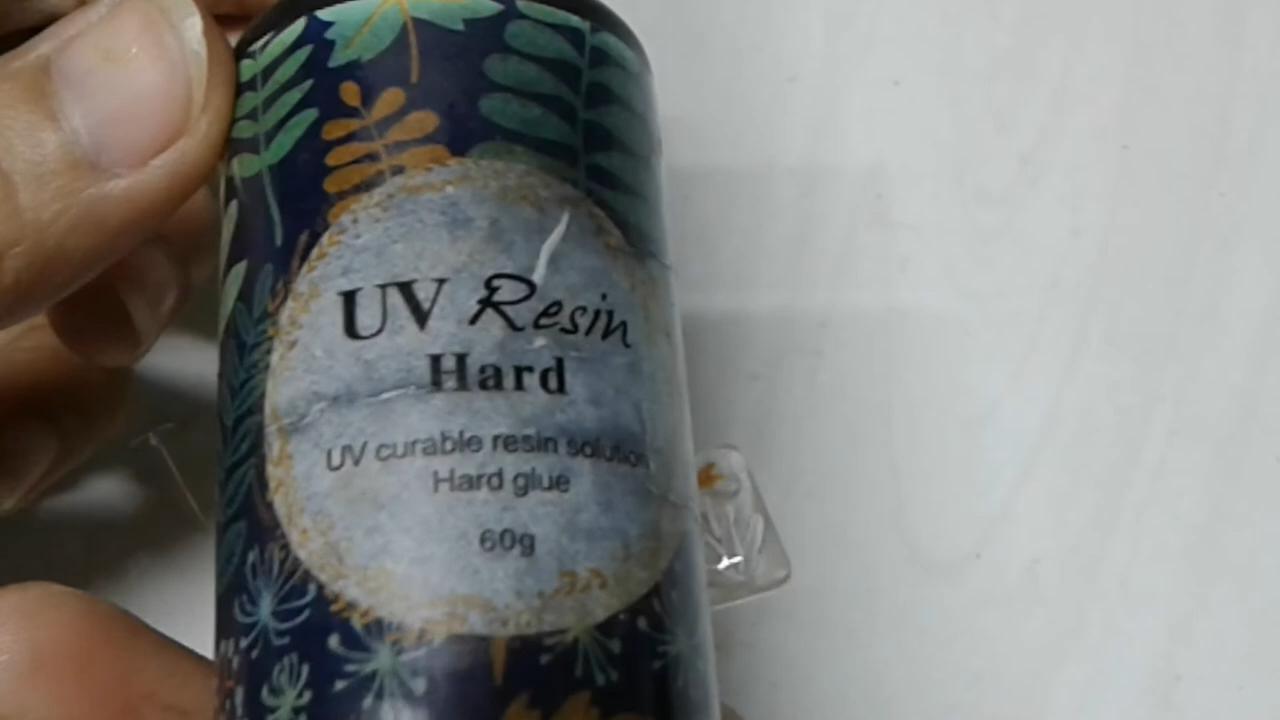 UV Resin
Hard
UV curable resin solution
Hard glue
60g